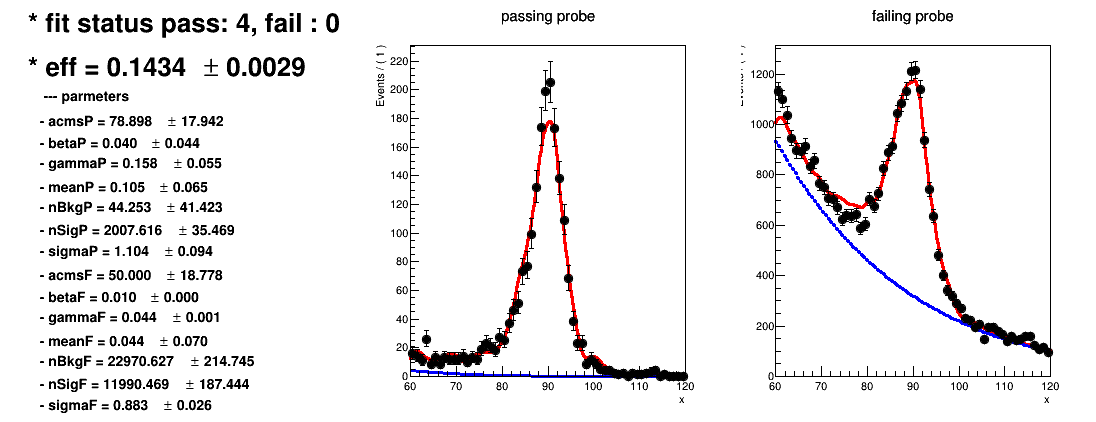 * fit status pass: 4, fail : 0
* eff = 0.1434 ± 0.0029
--- parmeters
- acmsP = 78.898 ± 17.942
- betaP = 0.040 ± 0.044
- gammaP = 0.158 ± 0.055
- meanP = 0.105 ± 0.065
- nBkgP = 44.253 ± 41.423
- nSigP = 2007.616 ± 35.469
- sigmaP = 1.104 ± 0.094
- acmsF = 50.000 ± 18.778
- betaF = 0.010 ± 0.000
- gammaF = 0.044 ± 0.001
- meanF = 0.044 ± 0.070
- nBkgF = 22970.627 ± 214.745
- nSigF = 11990.469 ± 187.444
- sigmaF = 0.883 ± 0.026
passing probe
Events / ( 1 )
220
200
180
160
140
120
100
80
60
40
20
0
60 70 80 90 100 110 120
x
failing probe
1200
1000
800
600
400
200
0
60 70 80 90 100 110 120
x